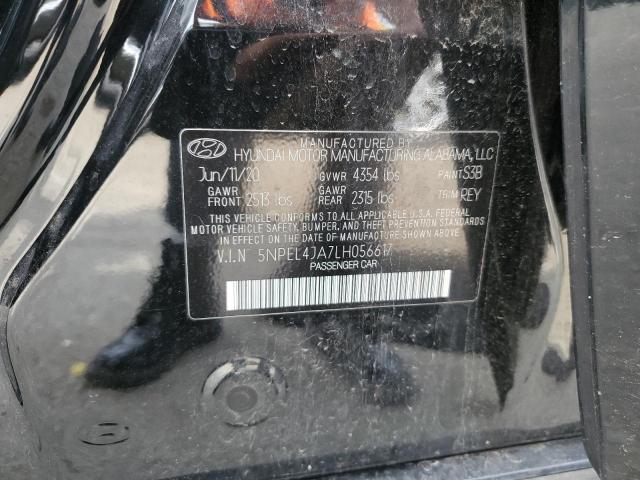 MANUFACTURED BY
HYUNDAI MOTOR MANUFACTURING ALABAMA, LLC
Jun/11/20 GVWR 4354 lbs PAINT S3B
GAWR FRONT 2513 lbs GAWR REAR 2315 lbs TRIM REY
THIS VEHICLE CONFORMS TO ALL APPLICABLE U.S.A. FEDERAL
MOTOR VEHICLE SAFETY, BUMPER, AND THEFT PREVENTION STANDARDS
IN EFFECT ON THE DATE OF MANUFACTURE SHOWN ABOVE.
V.I.N 5NPEL4JA7LH056617
PASSENGER CAR